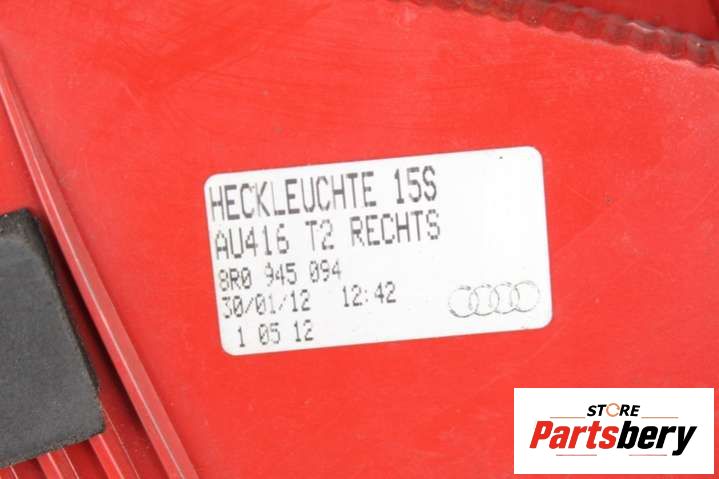 HECKLEUCHTE 15S
AU416 T2 RECHTS
8R0 945 094
30/01/12 12:42
1 05 12
STORE
Partsbery